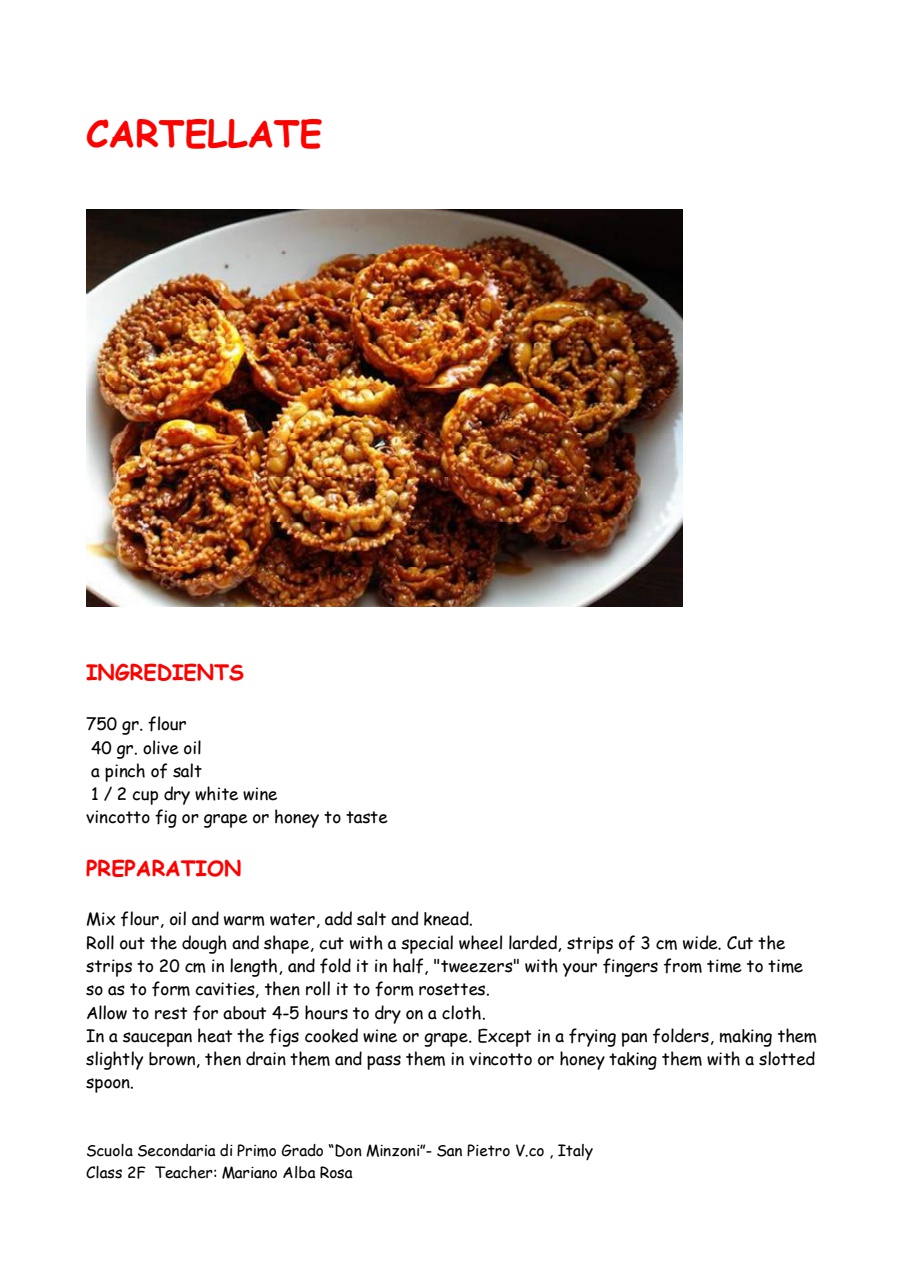 CARTELLATE
INGREDIENTS
750 gr. flour
40 gr. olive oil
a pinch of salt
1 / 2 cup dry white wine
vincotto fig or grape or honey to taste
PREPARATION
Mix flour, oil and warm water, add salt and knead.
Roll out the dough and shape, cut with a special wheel larded, strips of 3 cm wide. Cut the
strips to 20 cm in length, and fold it in half, "tweezers" with your fingers from time to time
so as to form cavities, then roll it to form rosettes.
Allow to rest for about 4-5 hours to dry on a cloth.
In a saucepan heat the figs cooked wine or grape. Except in a frying pan folders, making them
slightly brown, then drain them and pass them in vincotto or honey taking them with a slotted
spoon.
Scuola Secondaria di Primo Grado “Don Minzoni”- San Pietro V.co , Italy
Class 2F  Teacher: Mariano Alba Rosa